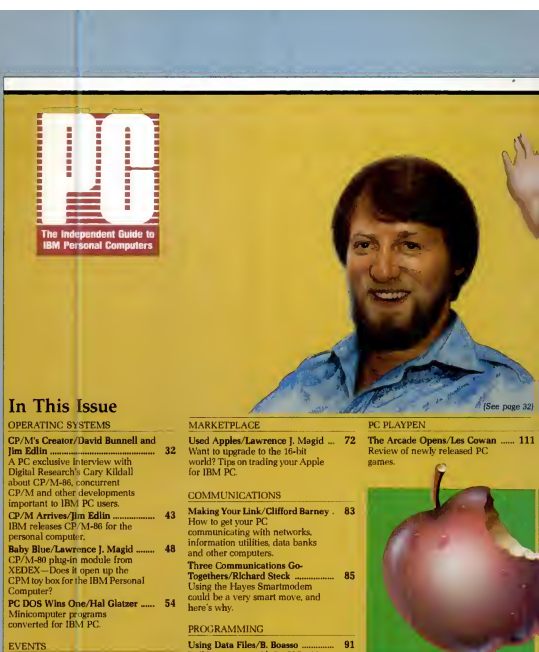 PC
The Independent Guide to
IBM Personal Computers
(See page 32)
In This Issue
OPERATING SYSTEMS
CP/M's Creator/David Bunnell and
Jim Edlin ........................ 32
A PC exclusive interview with
Digital Research's Cary Kildall
about CP/M-86, concurrent
CP/M and other developments
important to IBM PC users.
CP/M Arrives/Jim Edlin ............... 43
IBM releases CP/M-86 for the
personal computer.
Baby Blue/Lawrence J. Magid ........ 48
CP/M-80 plug-in module from
XEDEX—Does it open up the
CPM toy box for the IBM Personal
Computer?
PC DOS Wins One/Hal Glatzer ...... 54
Minicomputer programs
converted for IBM PC.
EVENTS
MARKETPLACE
Used Apples/Lawrence J. Magid ... 72
Want to upgrade to the 16-bit
world? Tips on trading your Apple
for IBM PC.
COMMUNICATIONS
Making Your Link/Clifford Barney . 83
How to get your PC
communicating with networks,
information utilities, data banks
and other computers.
Three Communications Go-
Togethers/Richard Steck ................ 85
Using the Hayes Smartmodem
could be a very smart move, and
here's why.
PROGRAMMING
Using Data Files/B. Boasso .............. 91
PC PLAYPEN
The Arcade Opens/Les Cowan ...... 111
Review of newly released PC
games.